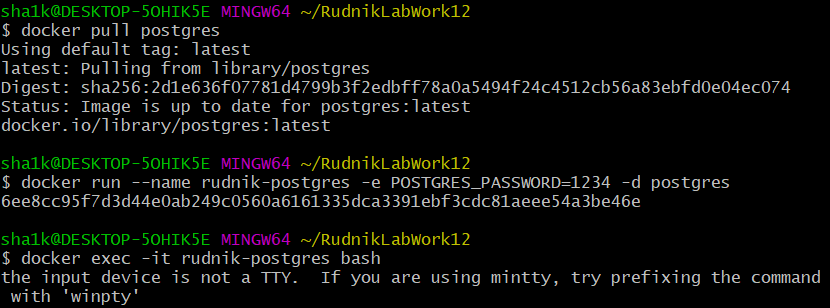 sha1k@DESKTOP-5OHIK5E MINGW64 ~/RudnikLabWork12
$ docker pull postgres
Using default tag: latest
latest: Pulling from library/postgres
Digest: sha256:2d1e636f07781d4799b3f2edbff78a0a5494f24c4512cb56a83ebfd0e04ec074
Status: Image is up to date for postgres:latest
docker.io/library/postgres:latest
sha1k@DESKTOP-5OHIK5E MINGW64 ~/RudnikLabWork12
$ docker run --name rudnik-postgres -e POSTGRES_PASSWORD=1234 -d postgres
6ee8cc95f7d3d44e0ab249c0560a6161335dca3391ebf3cdc81aeee54a3be46e
sha1k@DESKTOP-5OHIK5E MINGW64 ~/RudnikLabWork12
$ docker exec -it rudnik-postgres bash
the input device is not a TTY.  If you are using mintty, try prefixing the command
 with 'winpty'